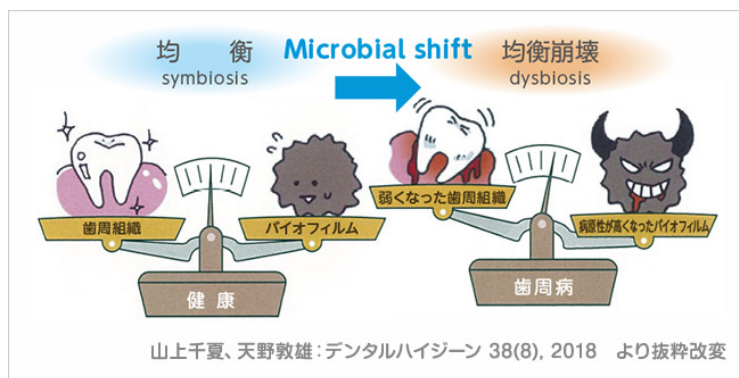 均 衡 Microbial shift 均衡崩壊
symbiosis dysbiosis
歯周組織
バイオフィルム
健 康
弱くなった歯周組織
病原性が高くなったバイオフィルム
歯周病
山上千夏、天野敦雄：デンタルハイジーン 38(8), 2018 より抜粋改変